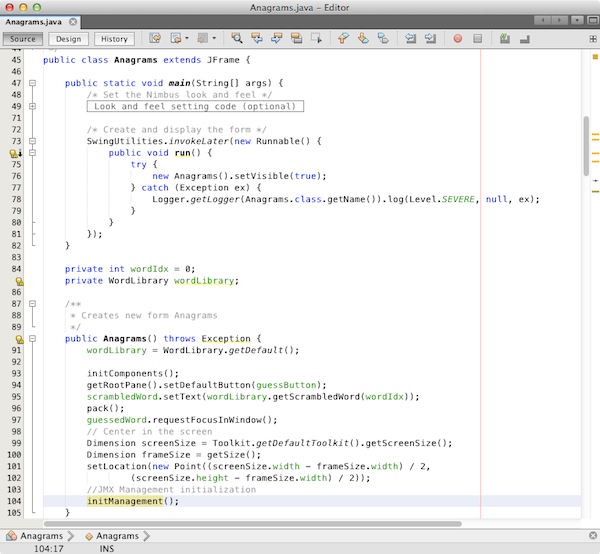 Anagrams.java – Editor
Anagrams.java
Source Design History
45 public class Anagrams extends JFrame {
46
47 public static void main(String[] args) {
48 /* Set the Nimbus look and feel */
49 Look and feel setting code (optional)
71
72 /* Create and display the form */
73 SwingUtilities.invokeLater(new Runnable() {
public void run() {
75 try {
76 new Anagrams().setVisible(true);
77 } catch (Exception ex) {
78 Logger.getLogger(Anagrams.class.getName()).log(Level.SEVERE, null, ex);
79 }
80 }
81 });
82 }
83
84 private int wordIdx = 0;
private WordLibrary wordLibrary;
86
87 /**
88 * Creates new form Anagrams
89 */
public Anagrams() throws Exception {
91 wordLibrary = WordLibrary.getDefault();
92
93 initComponents();
94 getRootPane().setDefaultButton(guessButton);
95 scrambledWord.setText(wordLibrary.getScrambledWord(wordIdx));
96 pack();
97 guessedWord.requestFocusInWindow();
98 // Center in the screen
99 Dimension screenSize = Toolkit.getDefaultToolkit().getScreenSize();
100 Dimension frameSize = getSize();
101 setLocation(new Point((screenSize.width - frameSize.width) / 2,
102 (screenSize.height - frameSize.width) / 2));
103 //JMX Management initialization
104 initManagement();
105 }
Anagrams Anagrams
104:17 INS